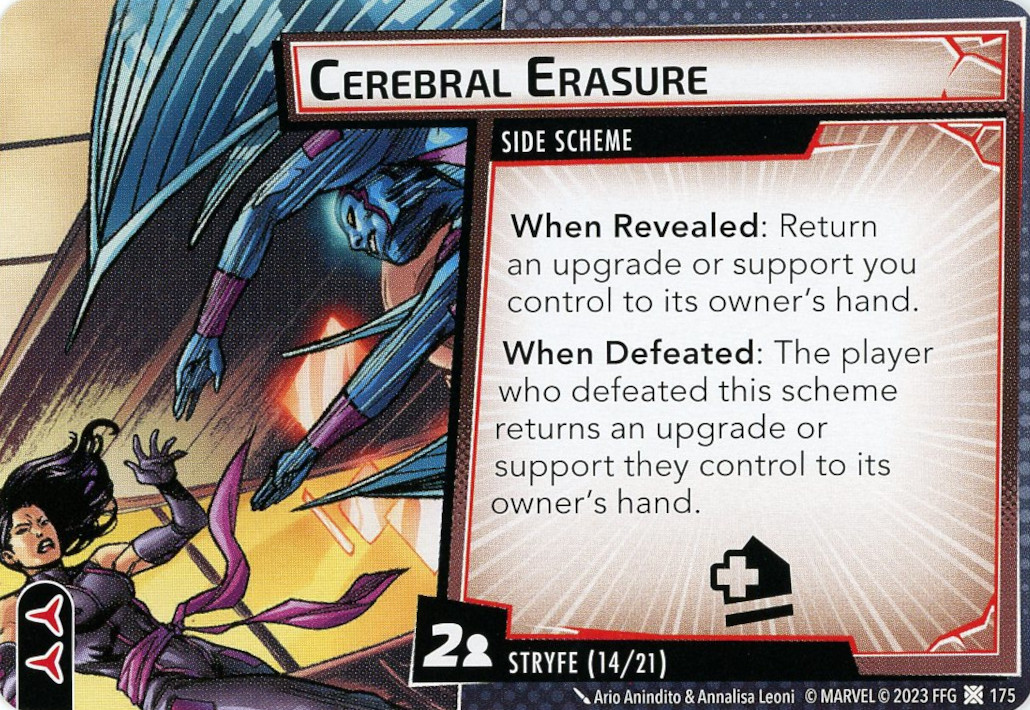 CEREBRAL ERASURE
SIDE SCHEME
When Revealed: Return
an upgrade or support you
control to its owner's hand.
When Defeated: The player
who defeated this scheme
returns an upgrade or
support they control to its
owner's hand.
2
STRYFE (14/21)
Ario Anindito & Annalisa Leoni © MARVEL © 2023 FFG 175